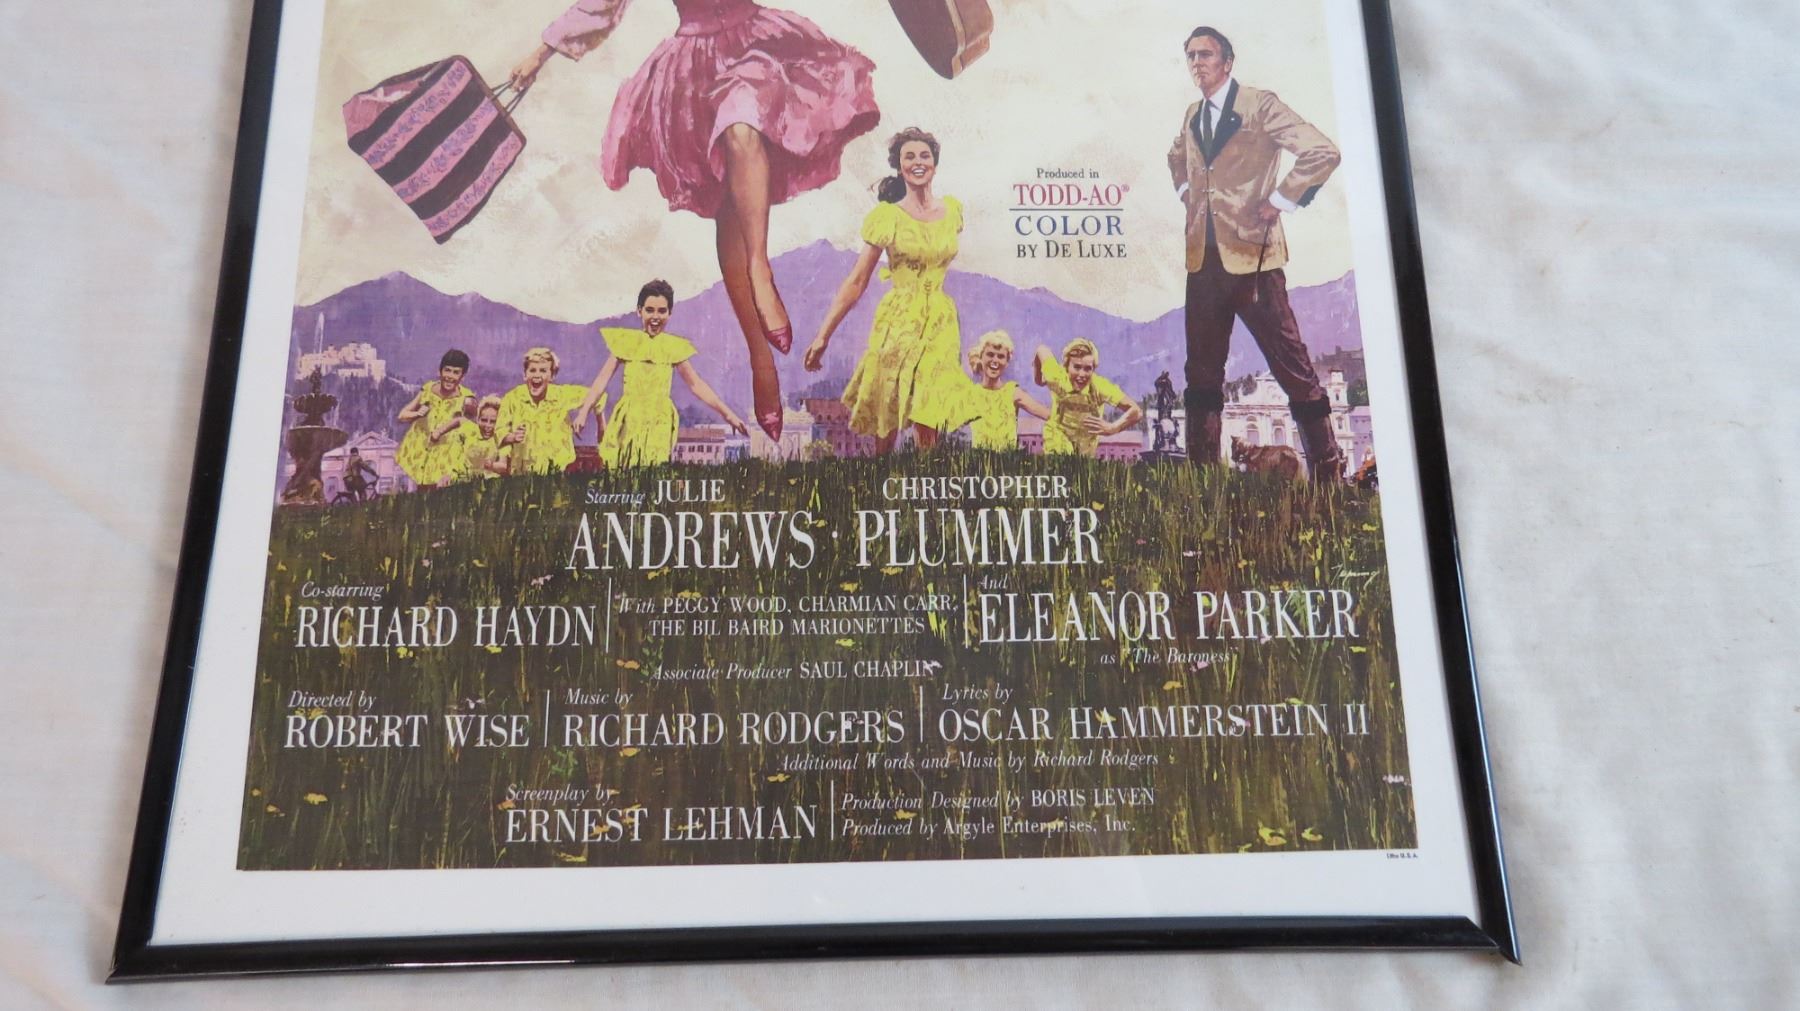 Produced in
TODD-AO®
COLOR
BY DE LUXE
Starring JULIE ANDREWS · CHRISTOPHER PLUMMER
Co-starring
RICHARD HAYDN
With PEGGY WOOD, CHARMIAN CARR,
THE BIL BAIRD MARIONETTES
And
ELEANOR PARKER
as "The Baroness"
Associate Producer SAUL CHAPLIN
Directed by
ROBERT WISE
Music by
RICHARD RODGERS
Lyrics by
OSCAR HAMMERSTEIN II
Additional Words and Music by Richard Rodgers
Screenplay by
ERNEST LEHMAN
Production Designed by BORIS LEVEN
Produced by Argyle Enterprises, Inc.
Litho U.S.A.